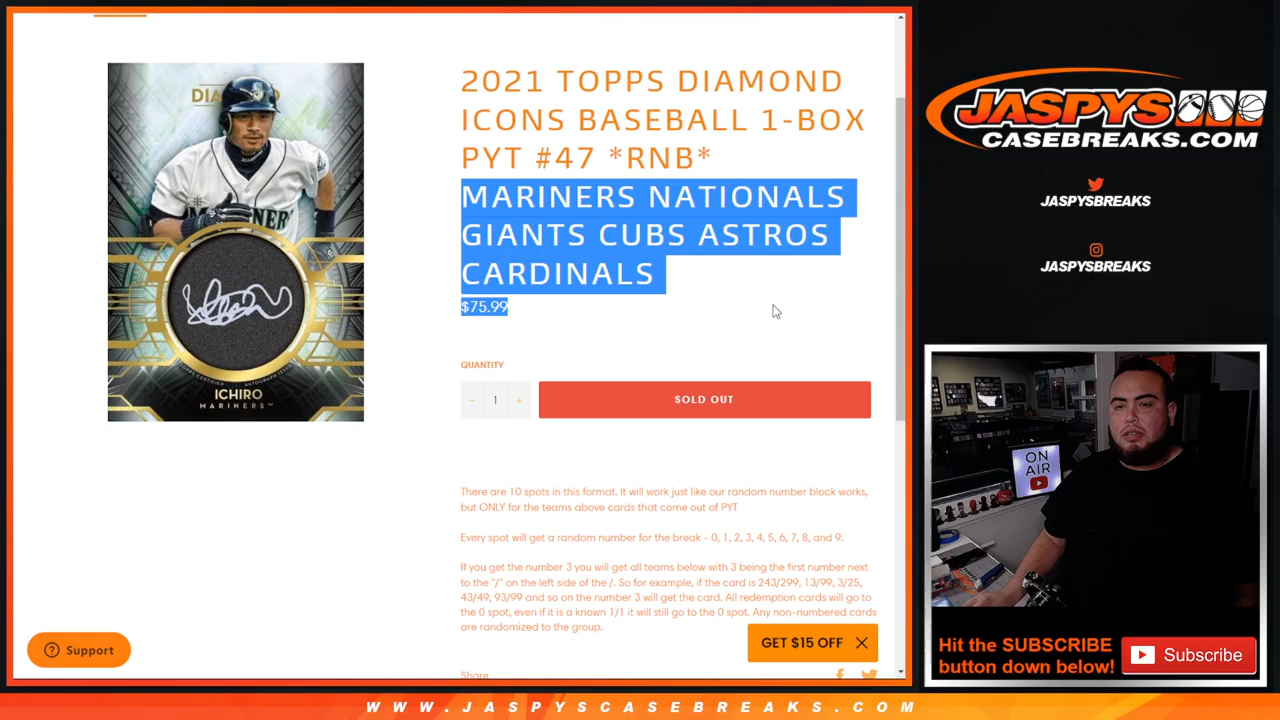 2021 TOPPS DIAMOND
ICONS BASEBALL 1-BOX
PYT #47 *RNB*
MARINERS NATIONALS
GIANTS CUBS ASTROS
CARDINALS
$75.99
QUANTITY
− 1 +
SOLD OUT
There are 10 spots in this format. It will work just like our random number block works,
but ONLY for the teams above cards that come out of PYT
Every spot will get a random number for the break - 0, 1, 2, 3, 4, 5, 6, 7, 8, and 9.
If you get the number 3 you will get all teams below with 3 being the first number next
to the "/" on the left side of the /. So for example, if the card is 243/299, 13/99, 3/25,
43/49, 93/99 and so on the number 3 will get the card. All redemption cards will go to
the 0 spot, even if it is a known 1/1 it will still go to the 0 spot. Any non-numbered cards
are randomized to the group.
GET $15 OFF
Support
Share
ICHIRO
MARINERS
JASPYS
CASEBREAKS.COM
JASPYSBREAKS
JASPYSBREAKS
ON
AIR
Hit the SUBSCRIBE
button down below!
Subscribe
WWW.JASPYSCASEBREAKS.COM